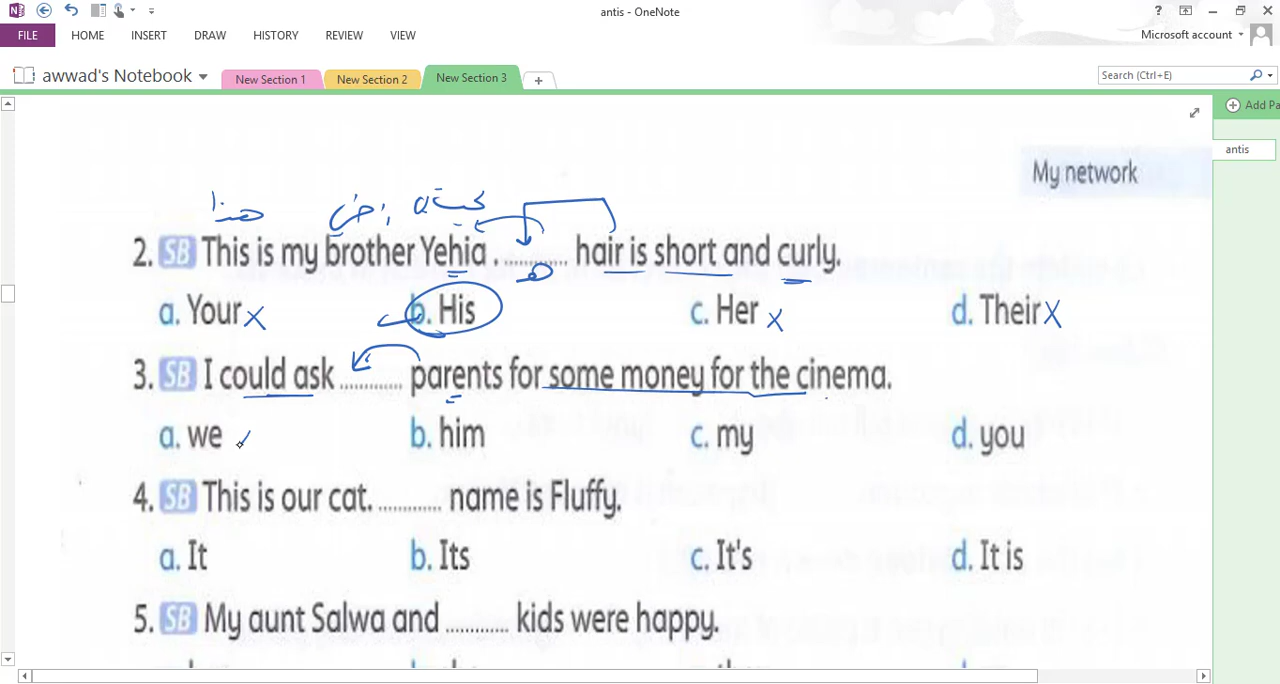 antis - OneNote
?
FILE HOME INSERT DRAW HISTORY REVIEW VIEW
Microsoft account
awwad's Notebook New Section 1 New Section 2 New Section 3 +
Search (Ctrl+E)
Add Pa
antis
My network
هذا
2. SB This is my brother Yehia, ............ hair is short and curly.
a. Your X b. His c. Her X d. Their X
3. SB I could ask ............ parents for some money for the cinema.
a. we b. him c. my d. you
4. SB This is our cat. ............ name is Fluffy.
a. It b. Its c. It's d. It is
5. SB My aunt Salwa and ............ kids were happy.